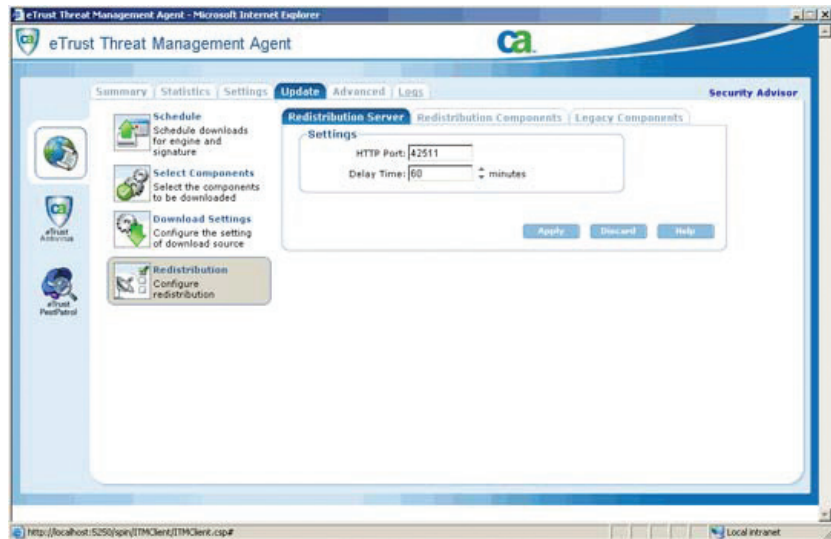 eTrust Threat Management Agent - Microsoft Internet Explorer
eTrust Threat Management Agent
ca
Summary Statistics Settings Update Advanced Logs
Security Advisor
Schedule
Schedule downloads
for engine and
signature
Select Components
Select the components
to be downloaded
Download Settings
Configure the setting
of download source
Redistribution
Configure
redistribution
eTrust
Antivirus
eTrust
PestPatrol
Redistribution Server Redistribution Components Legacy Components
Settings
HTTP Port: 42511
Delay Time: 60 minutes
Apply Discard Help
http://localhost:5250/spin/ITMClient/ITMClient.csp#
Local intranet